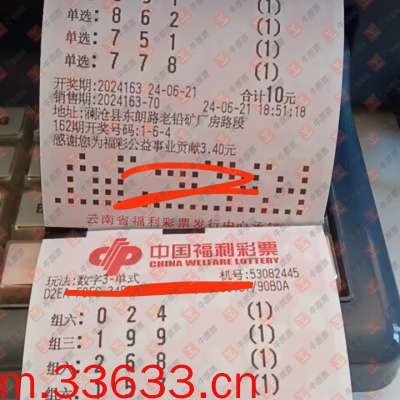 单选: 8 6 2 (1)
单选: 7 5 1 (1)
单选: 7 7 8 (1)
开奖期:2024163 24-06-21 合计10元
销售期:2024163-70 24-06-21 18:51:18
地址:澜沧县东朗路老铅矿厂房路段
162期开奖号码:1-6-4
感谢您为福彩公益事业贡献3.40元
云南省福利彩票发行中心
中国福利彩票
CHINA WELFARE LOTTERY
玩法:数字3-单式 机号:53082445
/90B0A
组六: 0 2 4 (1)
组三: 1 9 9 (1)
组六: 2 6 8 (1)
(1)
m.33633.cn